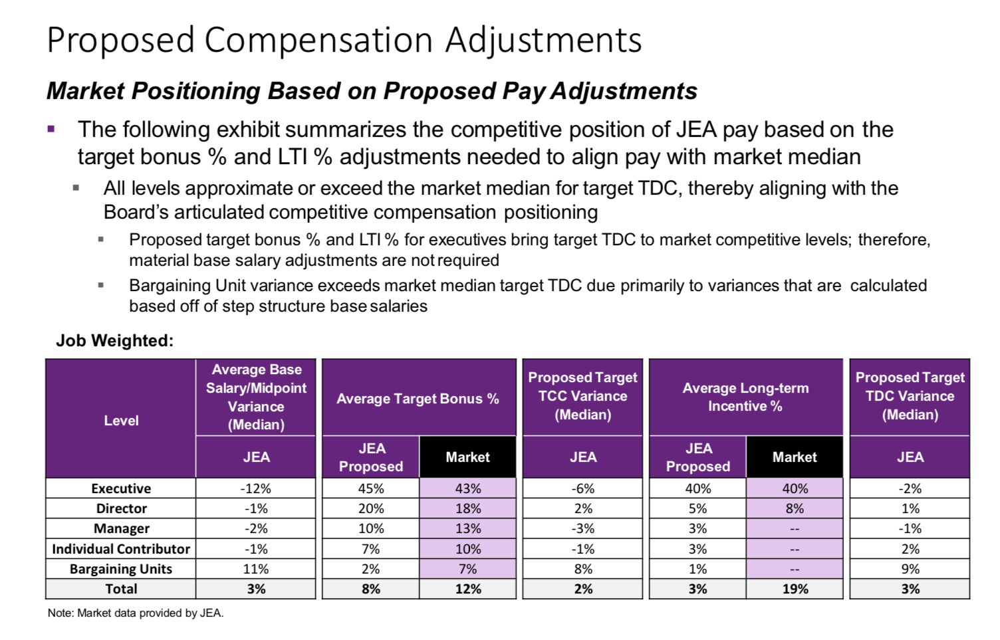 Proposed Compensation Adjustments
Market Positioning Based on Proposed Pay Adjustments
▪ The following exhibit summarizes the competitive position of JEA pay based on the
target bonus % and LTI % adjustments needed to align pay with market median
▪ All levels approximate or exceed the market median for target TDC, thereby aligning with the
Board’s articulated competitive compensation positioning
▪ Proposed target bonus % and LTI % for executives bring target TDC to market competitive levels; therefore,
material base salary adjustments are not required
▪ Bargaining Unit variance exceeds market median target TDC due primarily to variances that are calculated
based off of step structure base salaries
Job Weighted:
Level
Average Base
Salary/Midpoint
Variance
(Median)
Average Target Bonus %
Proposed Target
TCC Variance
(Median)
Average Long-term
Incentive %
Proposed Target
TDC Variance
(Median)
JEA
JEA
Proposed
Market
JEA
JEA
Proposed
Market
JEA
Executive -12% 45% 43% -6% 40% 40% -2%
Director -1% 20% 18% 2% 5% 8% 1%
Manager -2% 10% 13% -3% 3% -- -1%
Individual Contributor -1% 7% 10% -1% 3% -- 2%
Bargaining Units 11% 2% 7% 8% 1% -- 9%
Total 3% 8% 12% 2% 3% 19% 3%
Note: Market data provided by JEA.